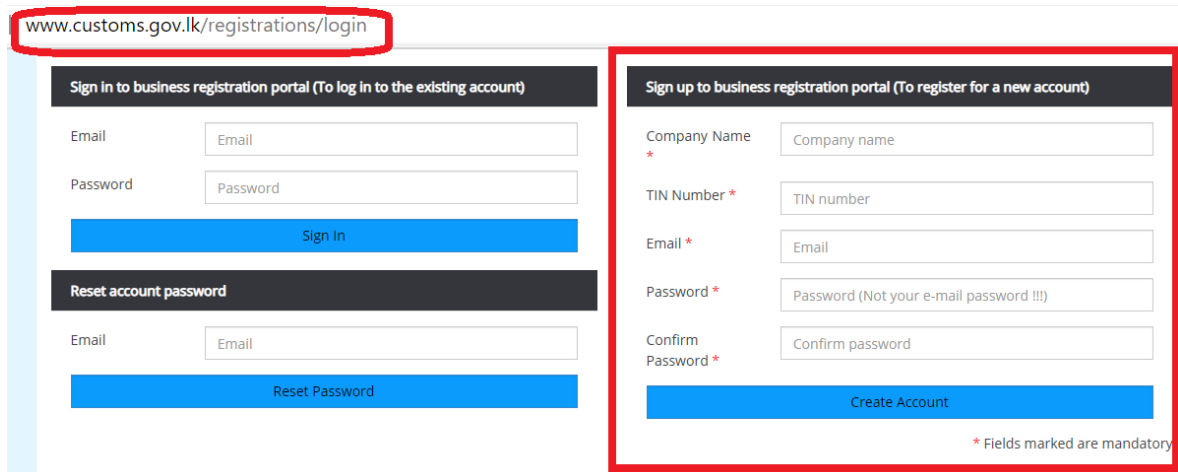 www.customs.gov.lk/registrations/login
Sign in to business registration portal (To log in to the existing account)
Email
Email
Password
Password
Sign In
Reset account password
Email
Email
Reset Password
Sign up to business registration portal (To register for a new account)
Company Name
*
Company name
TIN Number *
TIN number
Email *
Email
Password *
Password (Not your e-mail password !!!)
Confirm
Password *
Confirm password
Create Account
* Fields marked are mandatory